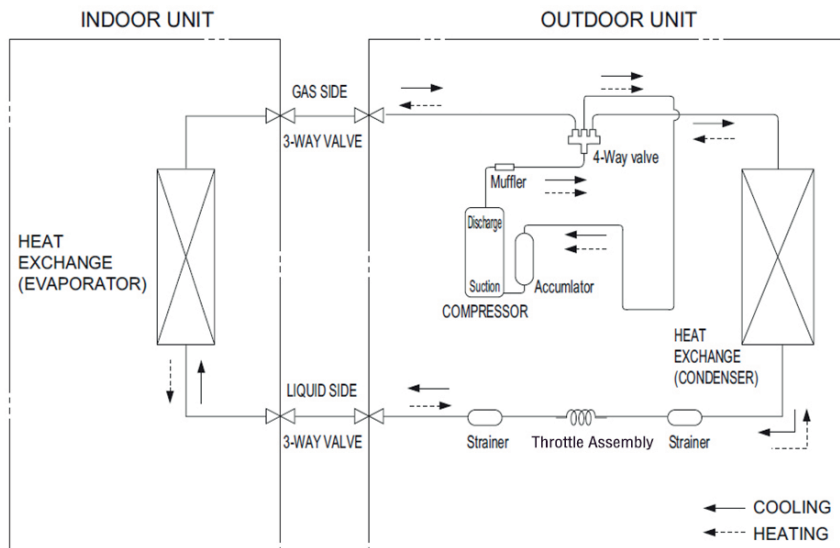 INDOOR UNIT
OUTDOOR UNIT
GAS SIDE
3-WAY VALVE
4-Way valve
Muffler
Discharge
HEAT
EXCHANGE
(EVAPORATOR)
Suction
Accumlator
COMPRESSOR
HEAT
EXCHANGE
(CONDENSER)
LIQUID SIDE
3-WAY VALVE
Strainer
Throttle Assembly
Strainer
COOLING
HEATING